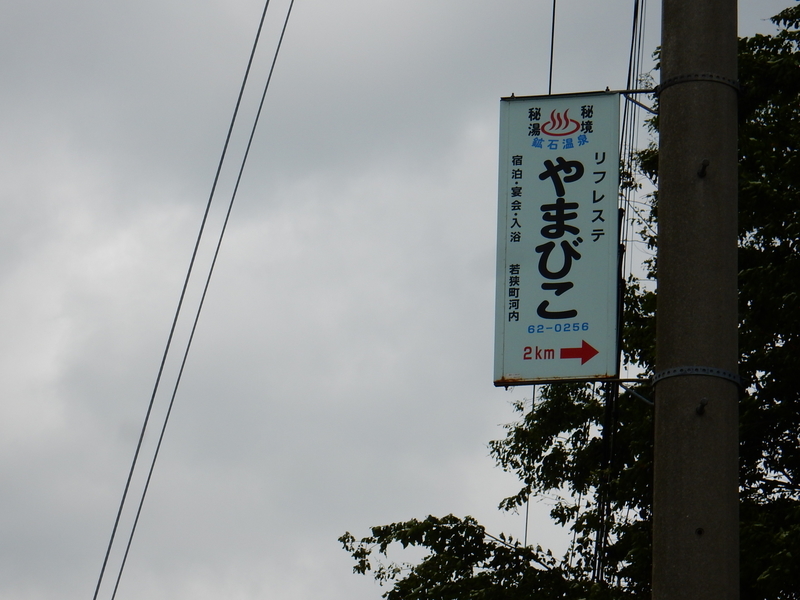 秘湯
秘境
鉱石温泉
リフレステ
やまびこ
宿泊・宴会・入浴
若狭町河内
62-0256
2km